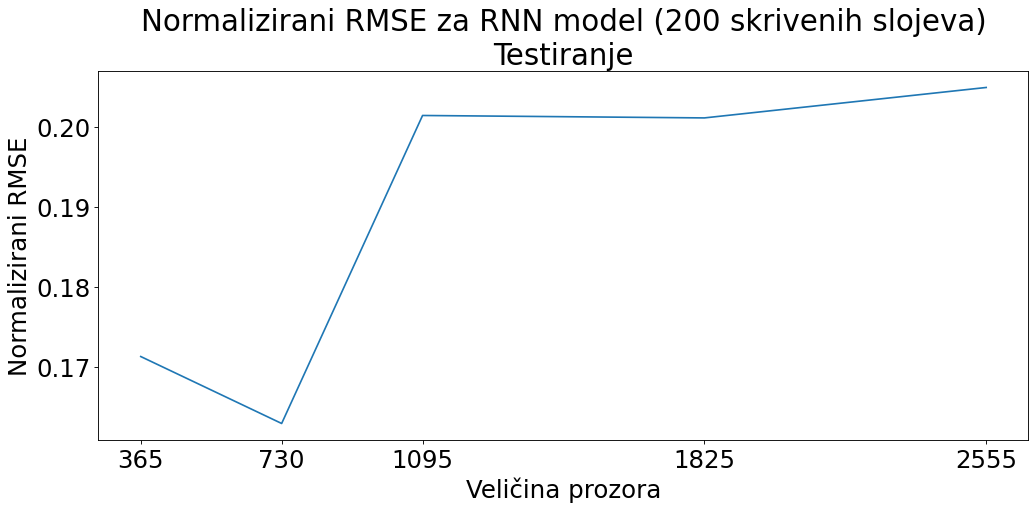 Normalizirani RMSE za RNN model (200 skrivenih slojeva)
Testiranje
Normalizirani RMSE
0.20
0.19
0.18
0.17
365 730 1095 1825 2555
Veličina prozora